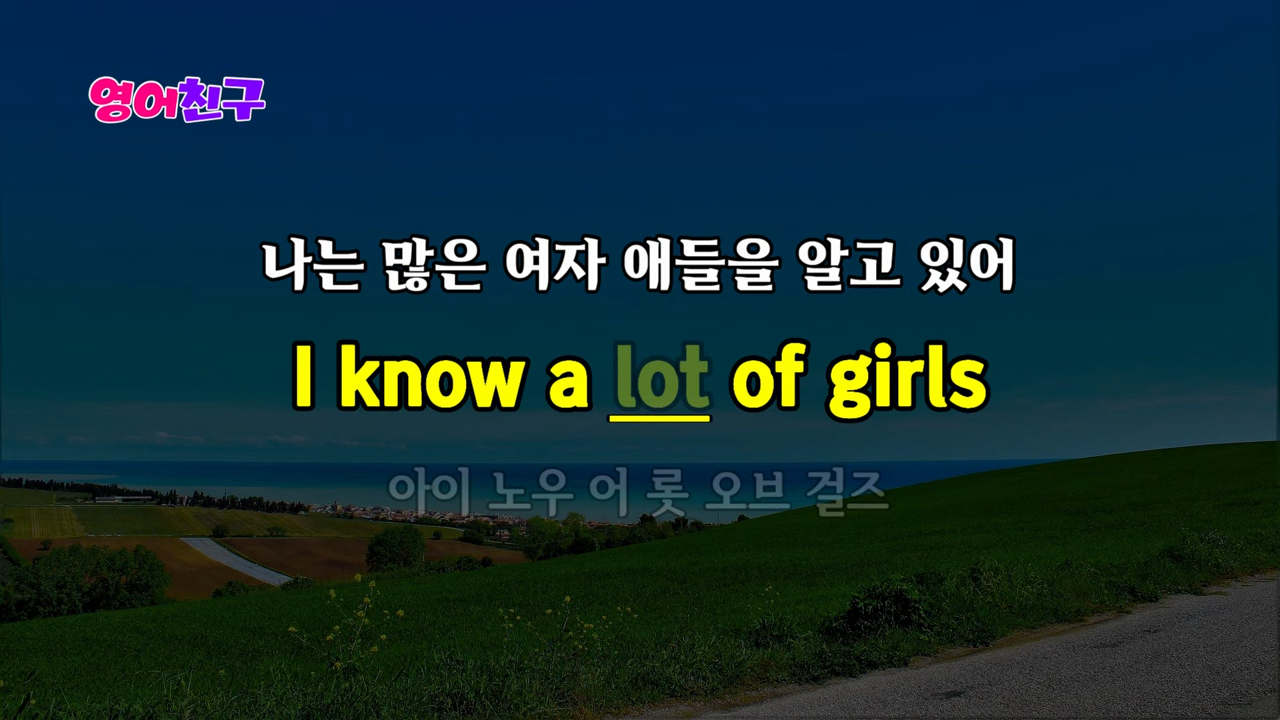 영어친구
나는 많은 여자 애들을 알고 있어
I know a lot of girls
아이 노우 어 롯 오브 걸즈